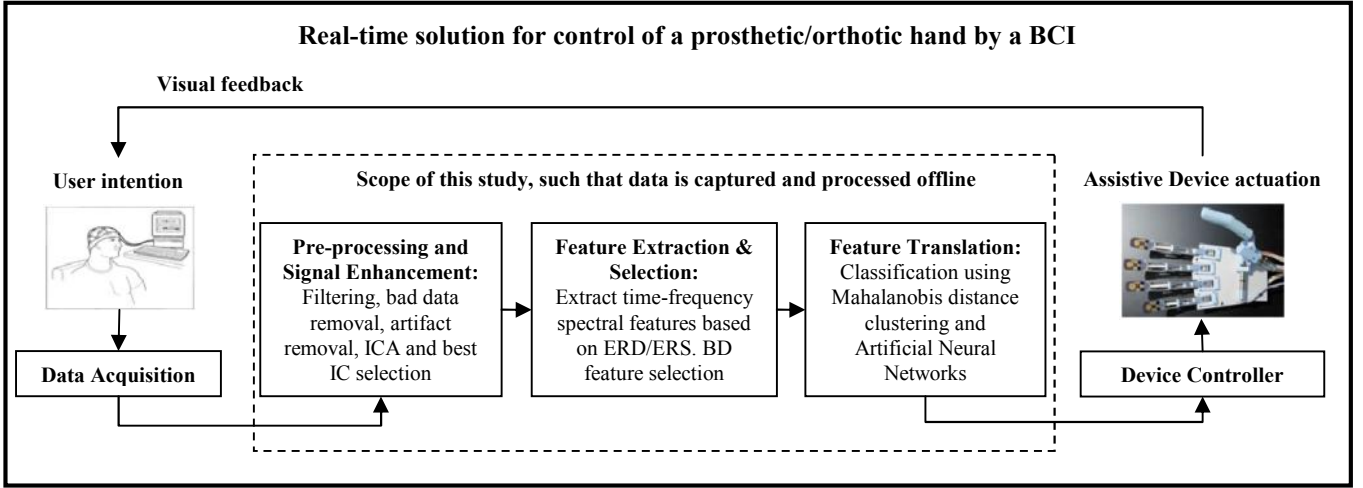 Real-time solution for control of a prosthetic/orthotic hand by a BCI
Visual feedback
User intention
Data Acquisition
Scope of this study, such that data is captured and processed offline
Pre-processing and
Signal Enhancement:
Filtering, bad data
removal, artifact
removal, ICA and best
IC selection
Feature Extraction &
Selection:
Extract time-frequency
spectral features based
on ERD/ERS. BD
feature selection
Feature Translation:
Classification using
Mahalanobis distance
clustering and
Artificial Neural
Networks
Assistive Device actuation
Device Controller